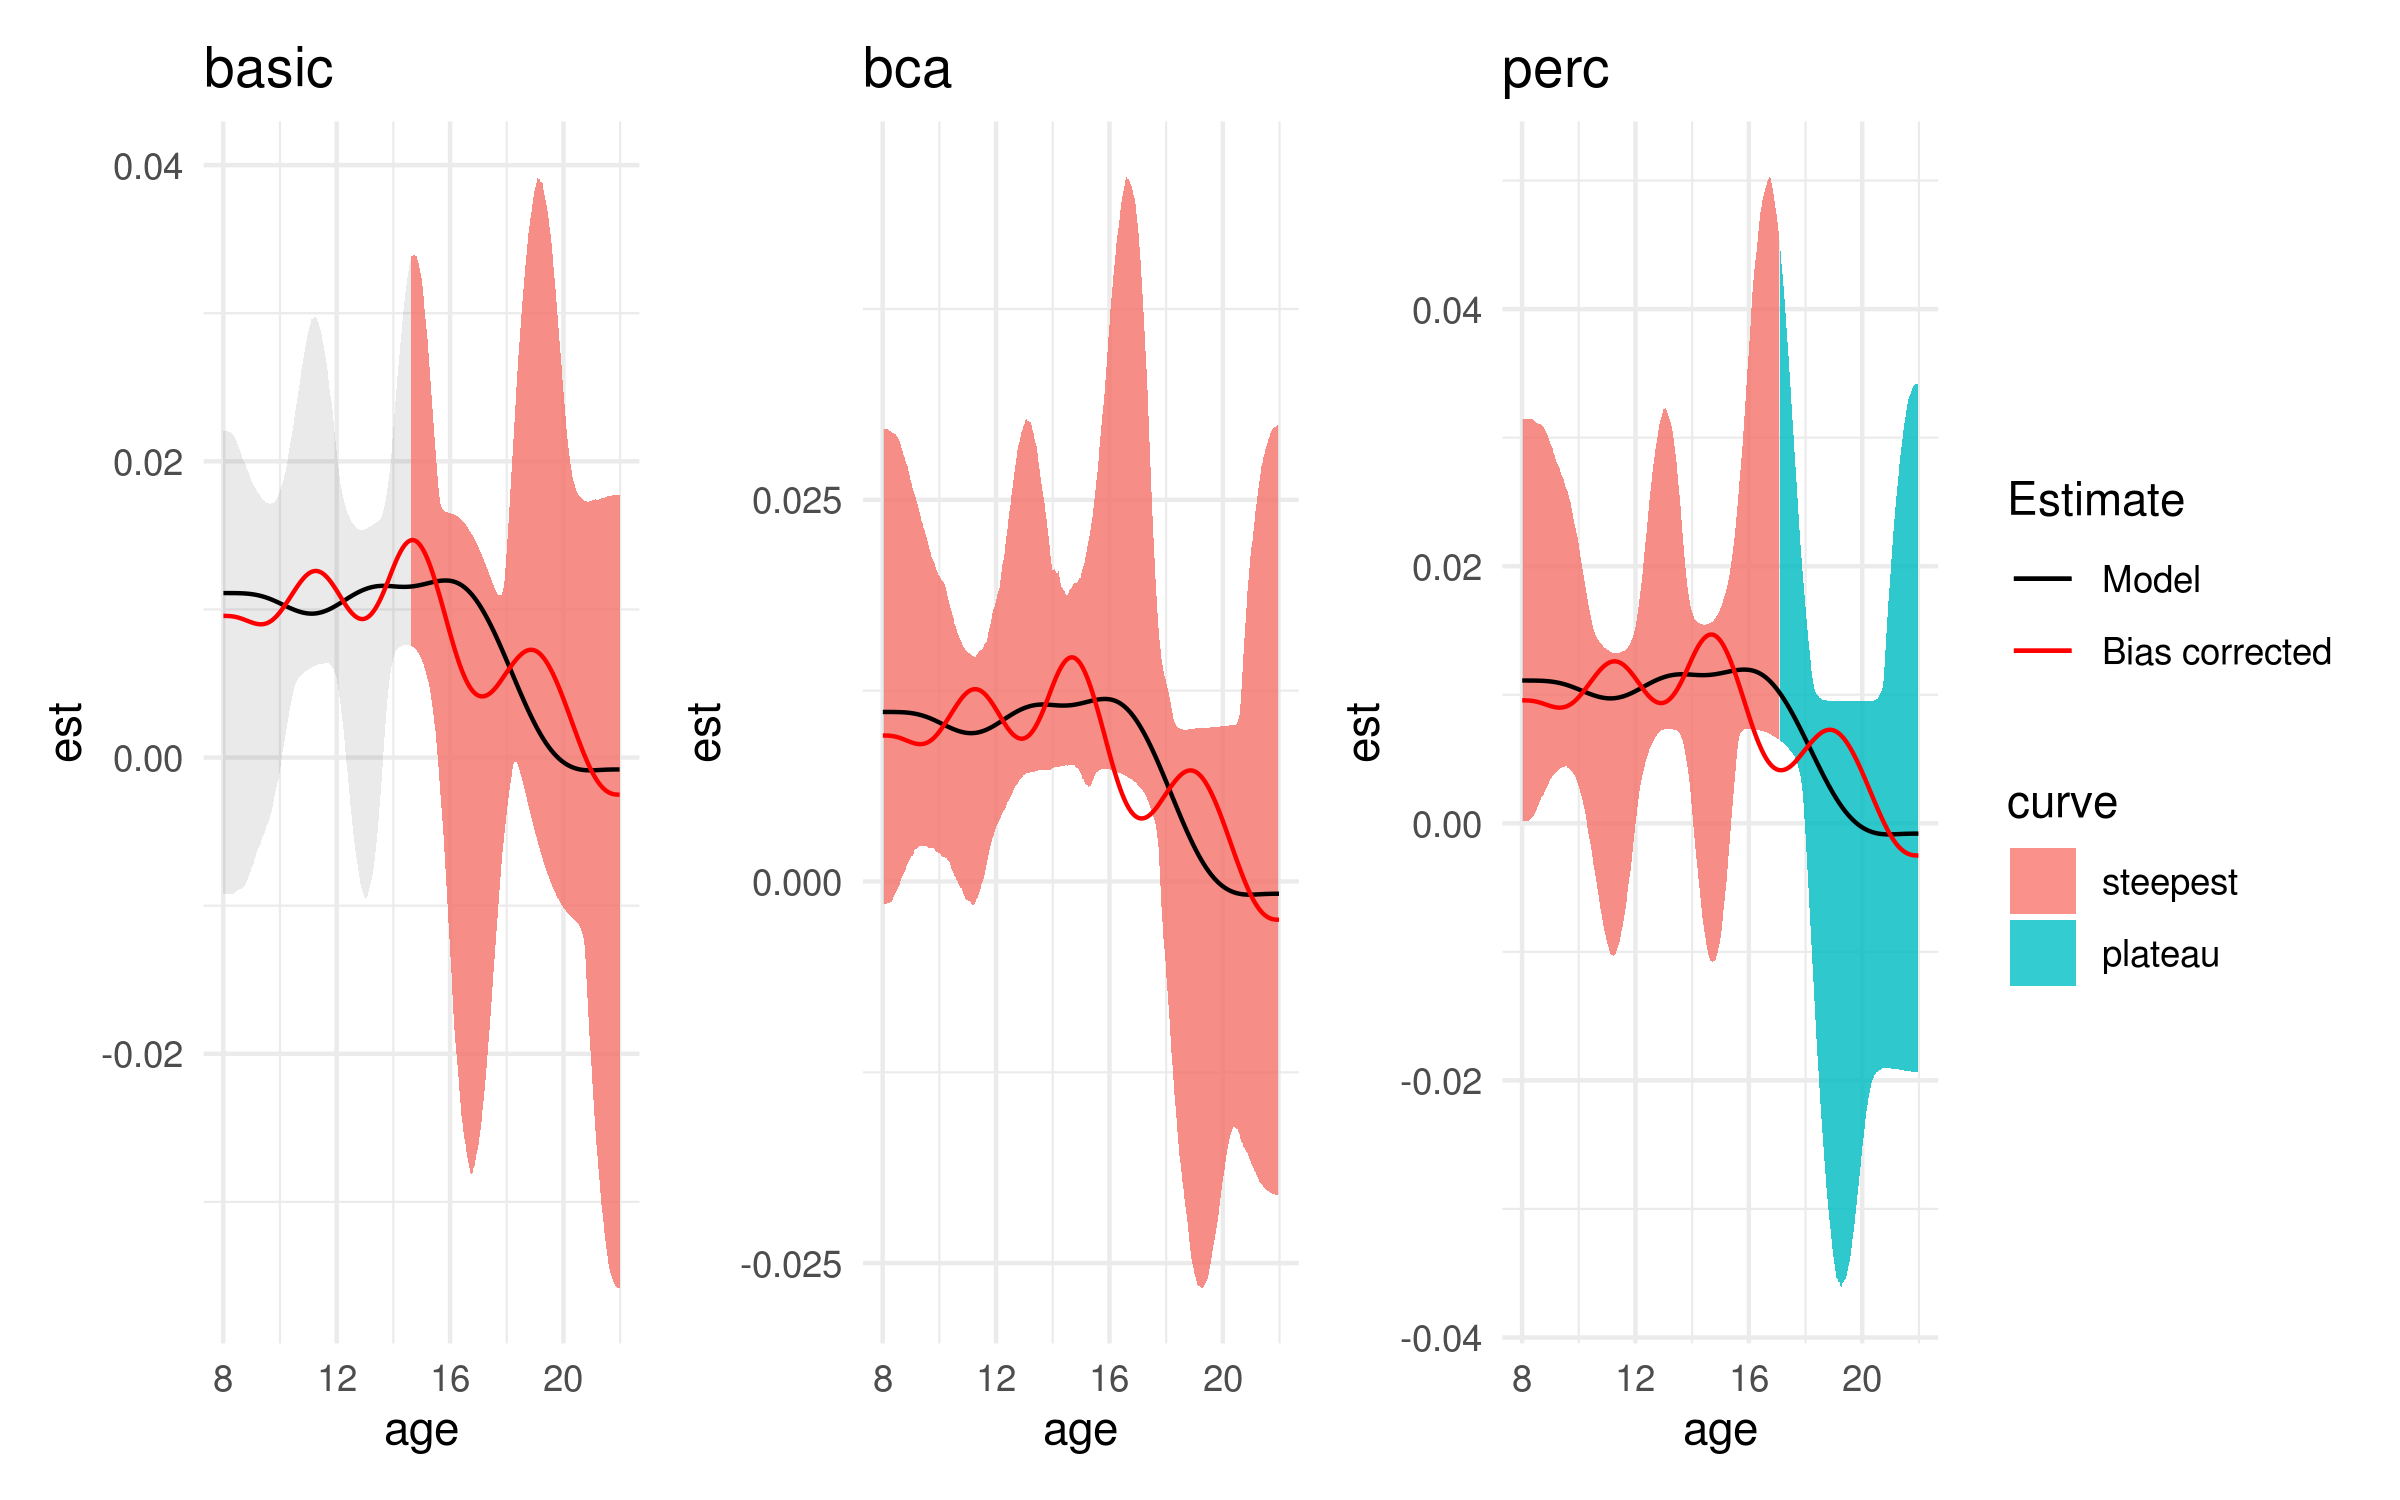 basic
0.04
0.02
0.00
-0.02
est
8 12 16 20
age
bca
0.025
0.000
-0.025
est
8 12 16 20
age
perc
0.04
0.02
0.00
-0.02
-0.04
est
8 12 16 20
age
Estimate
Model
Bias corrected
curve
steepest
plateau